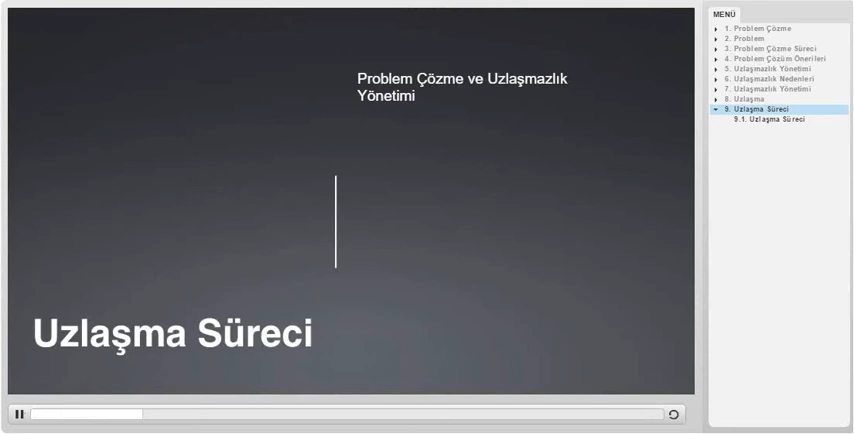 Problem Çözme ve Uzlaşmazlık
Yönetimi
Uzlaşma Süreci
MENÜ
1. Problem Çözme
2. Problem
3. Problem Çözme Süreci
4. Problem Çözüm Önerileri
5. Uzlaşmazlık Yönetimi
6. Uzlaşmazlık Nedenleri
7. Uzlaşmazlık Yönetimi
8. Uzlaşma
9. Uzlaşma Süreci
9.1. Uzlaşma Süreci